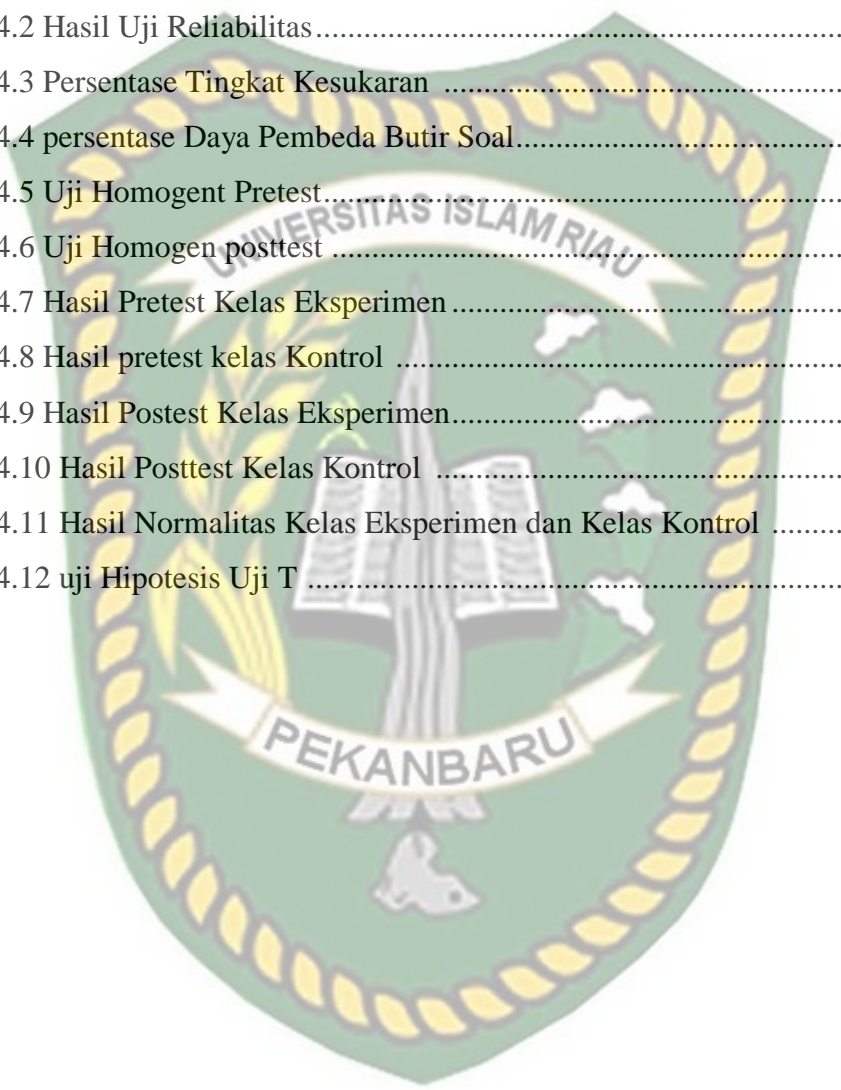 4.2 Hasil Uji Reliabilitas........................................................................
4.3 Persentase Tingkat Kesukaran ........................................................
4.4 persentase Daya Pembeda Butir Soal..............................................
4.5 Uji Homogent Pretest.......................................................................
4.6 Uji Homogen posttest ......................................................................
4.7 Hasil Pretest Kelas Eksperimen ......................................................
4.8 Hasil pretest kelas Kontrol ..............................................................
4.9 Hasil Postest Kelas Eksperimen.......................................................
4.10 Hasil Posttest Kelas Kontrol .........................................................
4.11 Hasil Normalitas Kelas Eksperimen dan Kelas Kontrol ..........
4.12 uji Hipotesis Uji T .........................................................................
UNIVERSITAS ISLAM RIAU
PEKANBARU